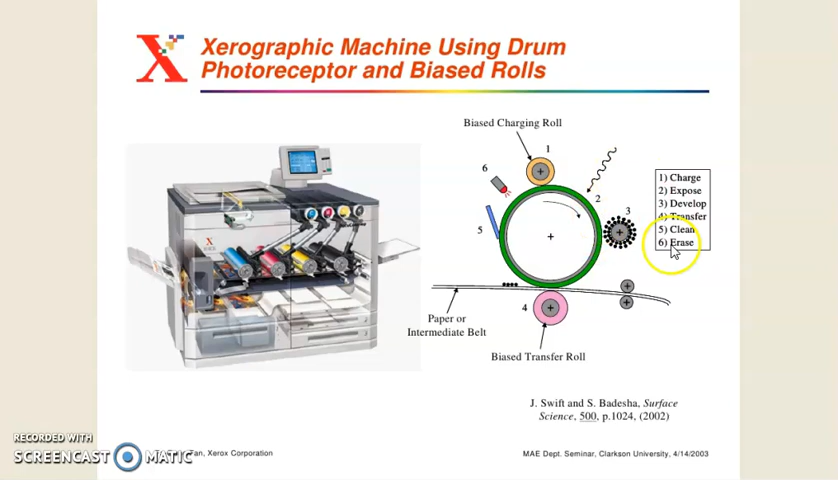 Xerographic Machine Using Drum
Photoreceptor and Biased Rolls
Biased Charging Roll
1
6
2
3
5
4
1) Charge
2) Expose
3) Develop
4) Transfer
5) Clean
6) Erase
Paper or
Intermediate Belt
Biased Transfer Roll
J. Swift and S. Badesha, Surface
Science, 500, p.1024, (2002)
RECORDED WITH
SCREENCAST MATIC
Tan, Xerox Corporation
MAE Dept. Seminar, Clarkson University, 4/14/2003